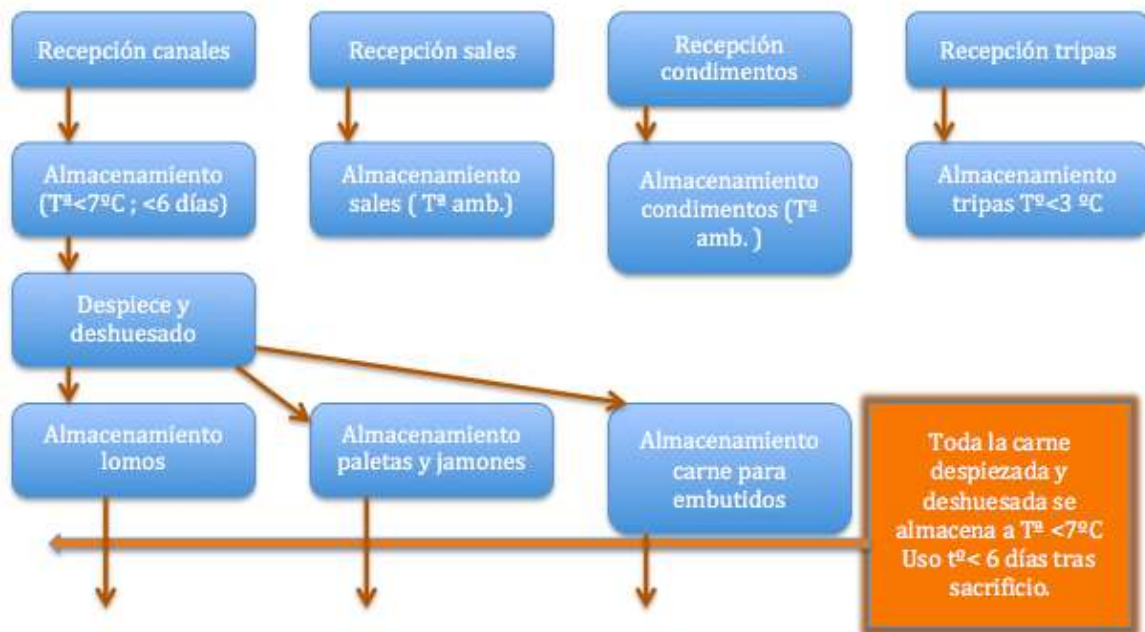 Recepción canales
Recepción sales
Recepción
condimentos
Recepción tripas
Almacenamiento
(Tª<7ºC ; <6 días)
Almacenamiento
sales ( Tª amb.)
Almacenamiento
condimentos (Tª
amb. )
Almacenamiento
tripas Tº<3 ºC
Despiece y
deshuesado
Almacenamiento
lomos
Almacenamiento
paletas y jamones
Almacenamiento
carne para
embutidos
Toda la carne
despiezada y
deshuesada se
almacena a Tª <7ºC
Uso tº< 6 días tras
sacrificio.